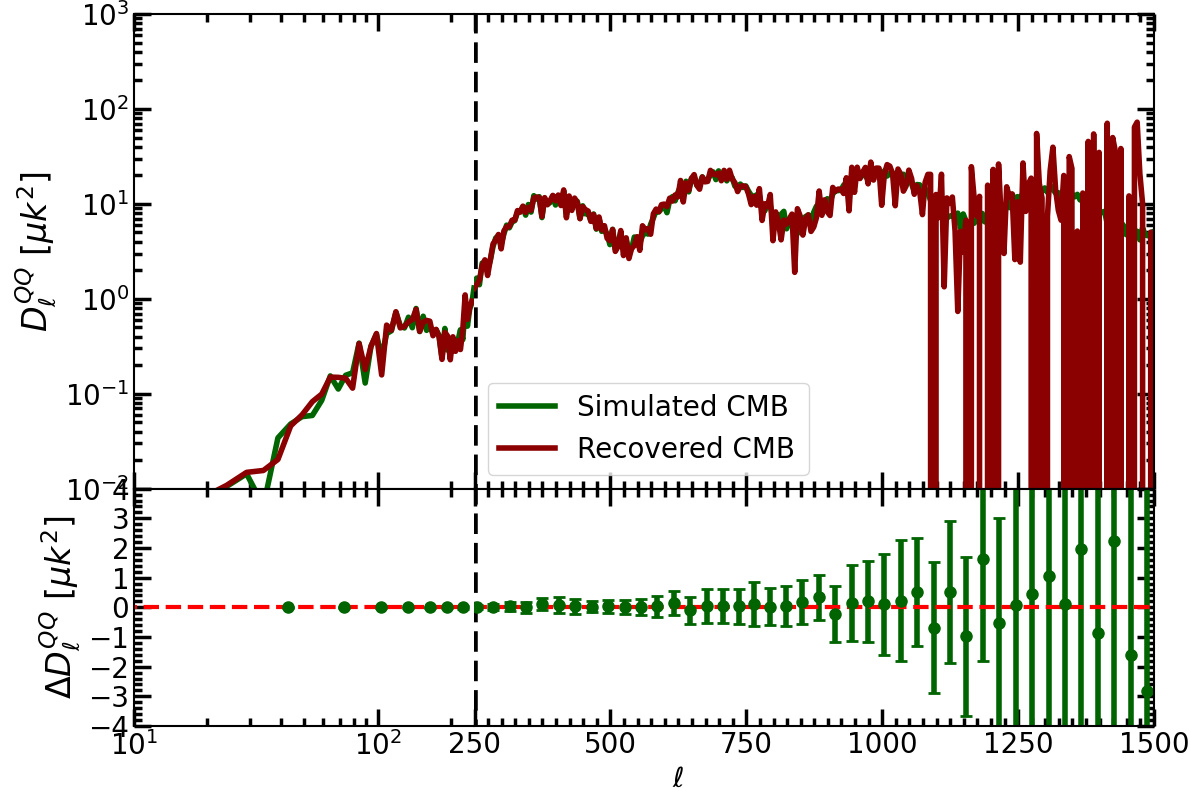 10³
10²
10¹
10⁰
10⁻¹
10⁻²
D_ℓ^{QQ} [μk²]
Simulated CMB
Recovered CMB
4
3
2
1
0
−1
−2
−3
−4
ΔD_ℓ^{QQ} [μk²]
10¹ 10² 250 500 750 1000 1250 1500
ℓ